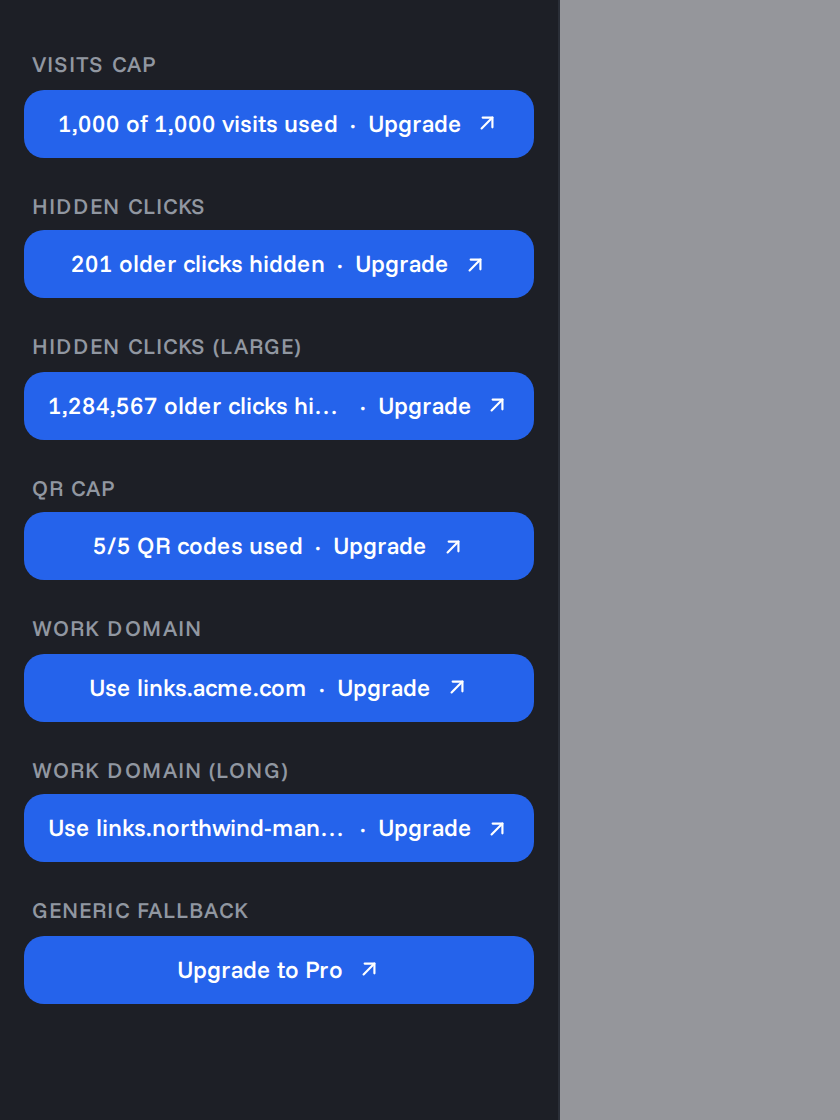 VISITS CAP
1,000 of 1,000 visits used · Upgrade
HIDDEN CLICKS
201 older clicks hidden · Upgrade
HIDDEN CLICKS (LARGE)
1,284,567 older clicks hi… · Upgrade
QR CAP
5/5 QR codes used · Upgrade
WORK DOMAIN
Use links.acme.com · Upgrade
WORK DOMAIN (LONG)
Use links.northwind-man… · Upgrade
GENERIC FALLBACK
Upgrade to Pro